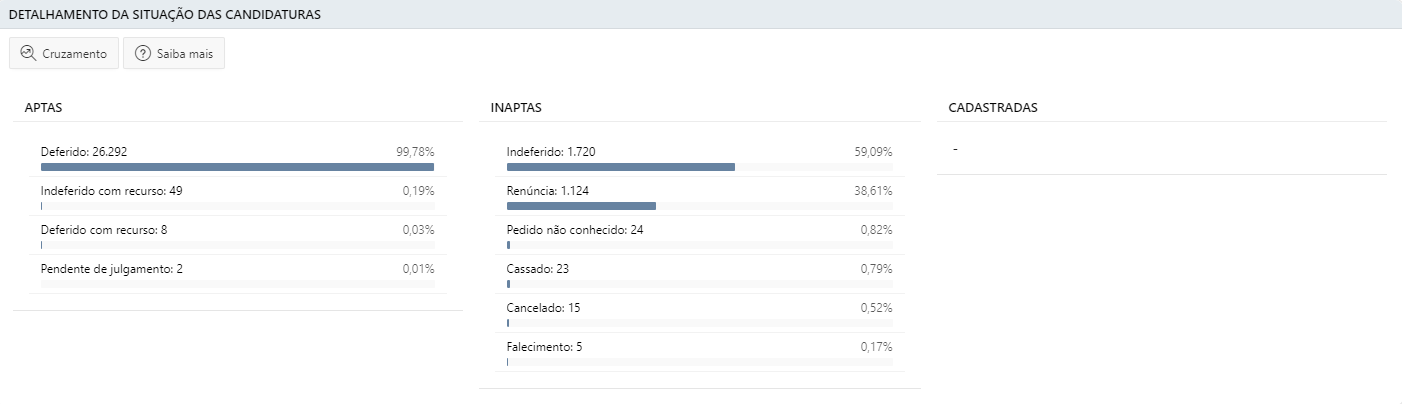 DETALHAMENTO DA SITUAÇÃO DAS CANDIDATURAS
Cruzamento
Saiba mais
APTAS
Deferido: 26.292 99,78%
Indeferido com recurso: 49 0,19%
Deferido com recurso: 8 0,03%
Pendente de julgamento: 2 0,01%
INAPTAS
Indeferido: 1.720 59,09%
Renúncia: 1.124 38,61%
Pedido não conhecido: 24 0,82%
Cassado: 23 0,79%
Cancelado: 15 0,52%
Falecimento: 5 0,17%
CADASTRADAS
-